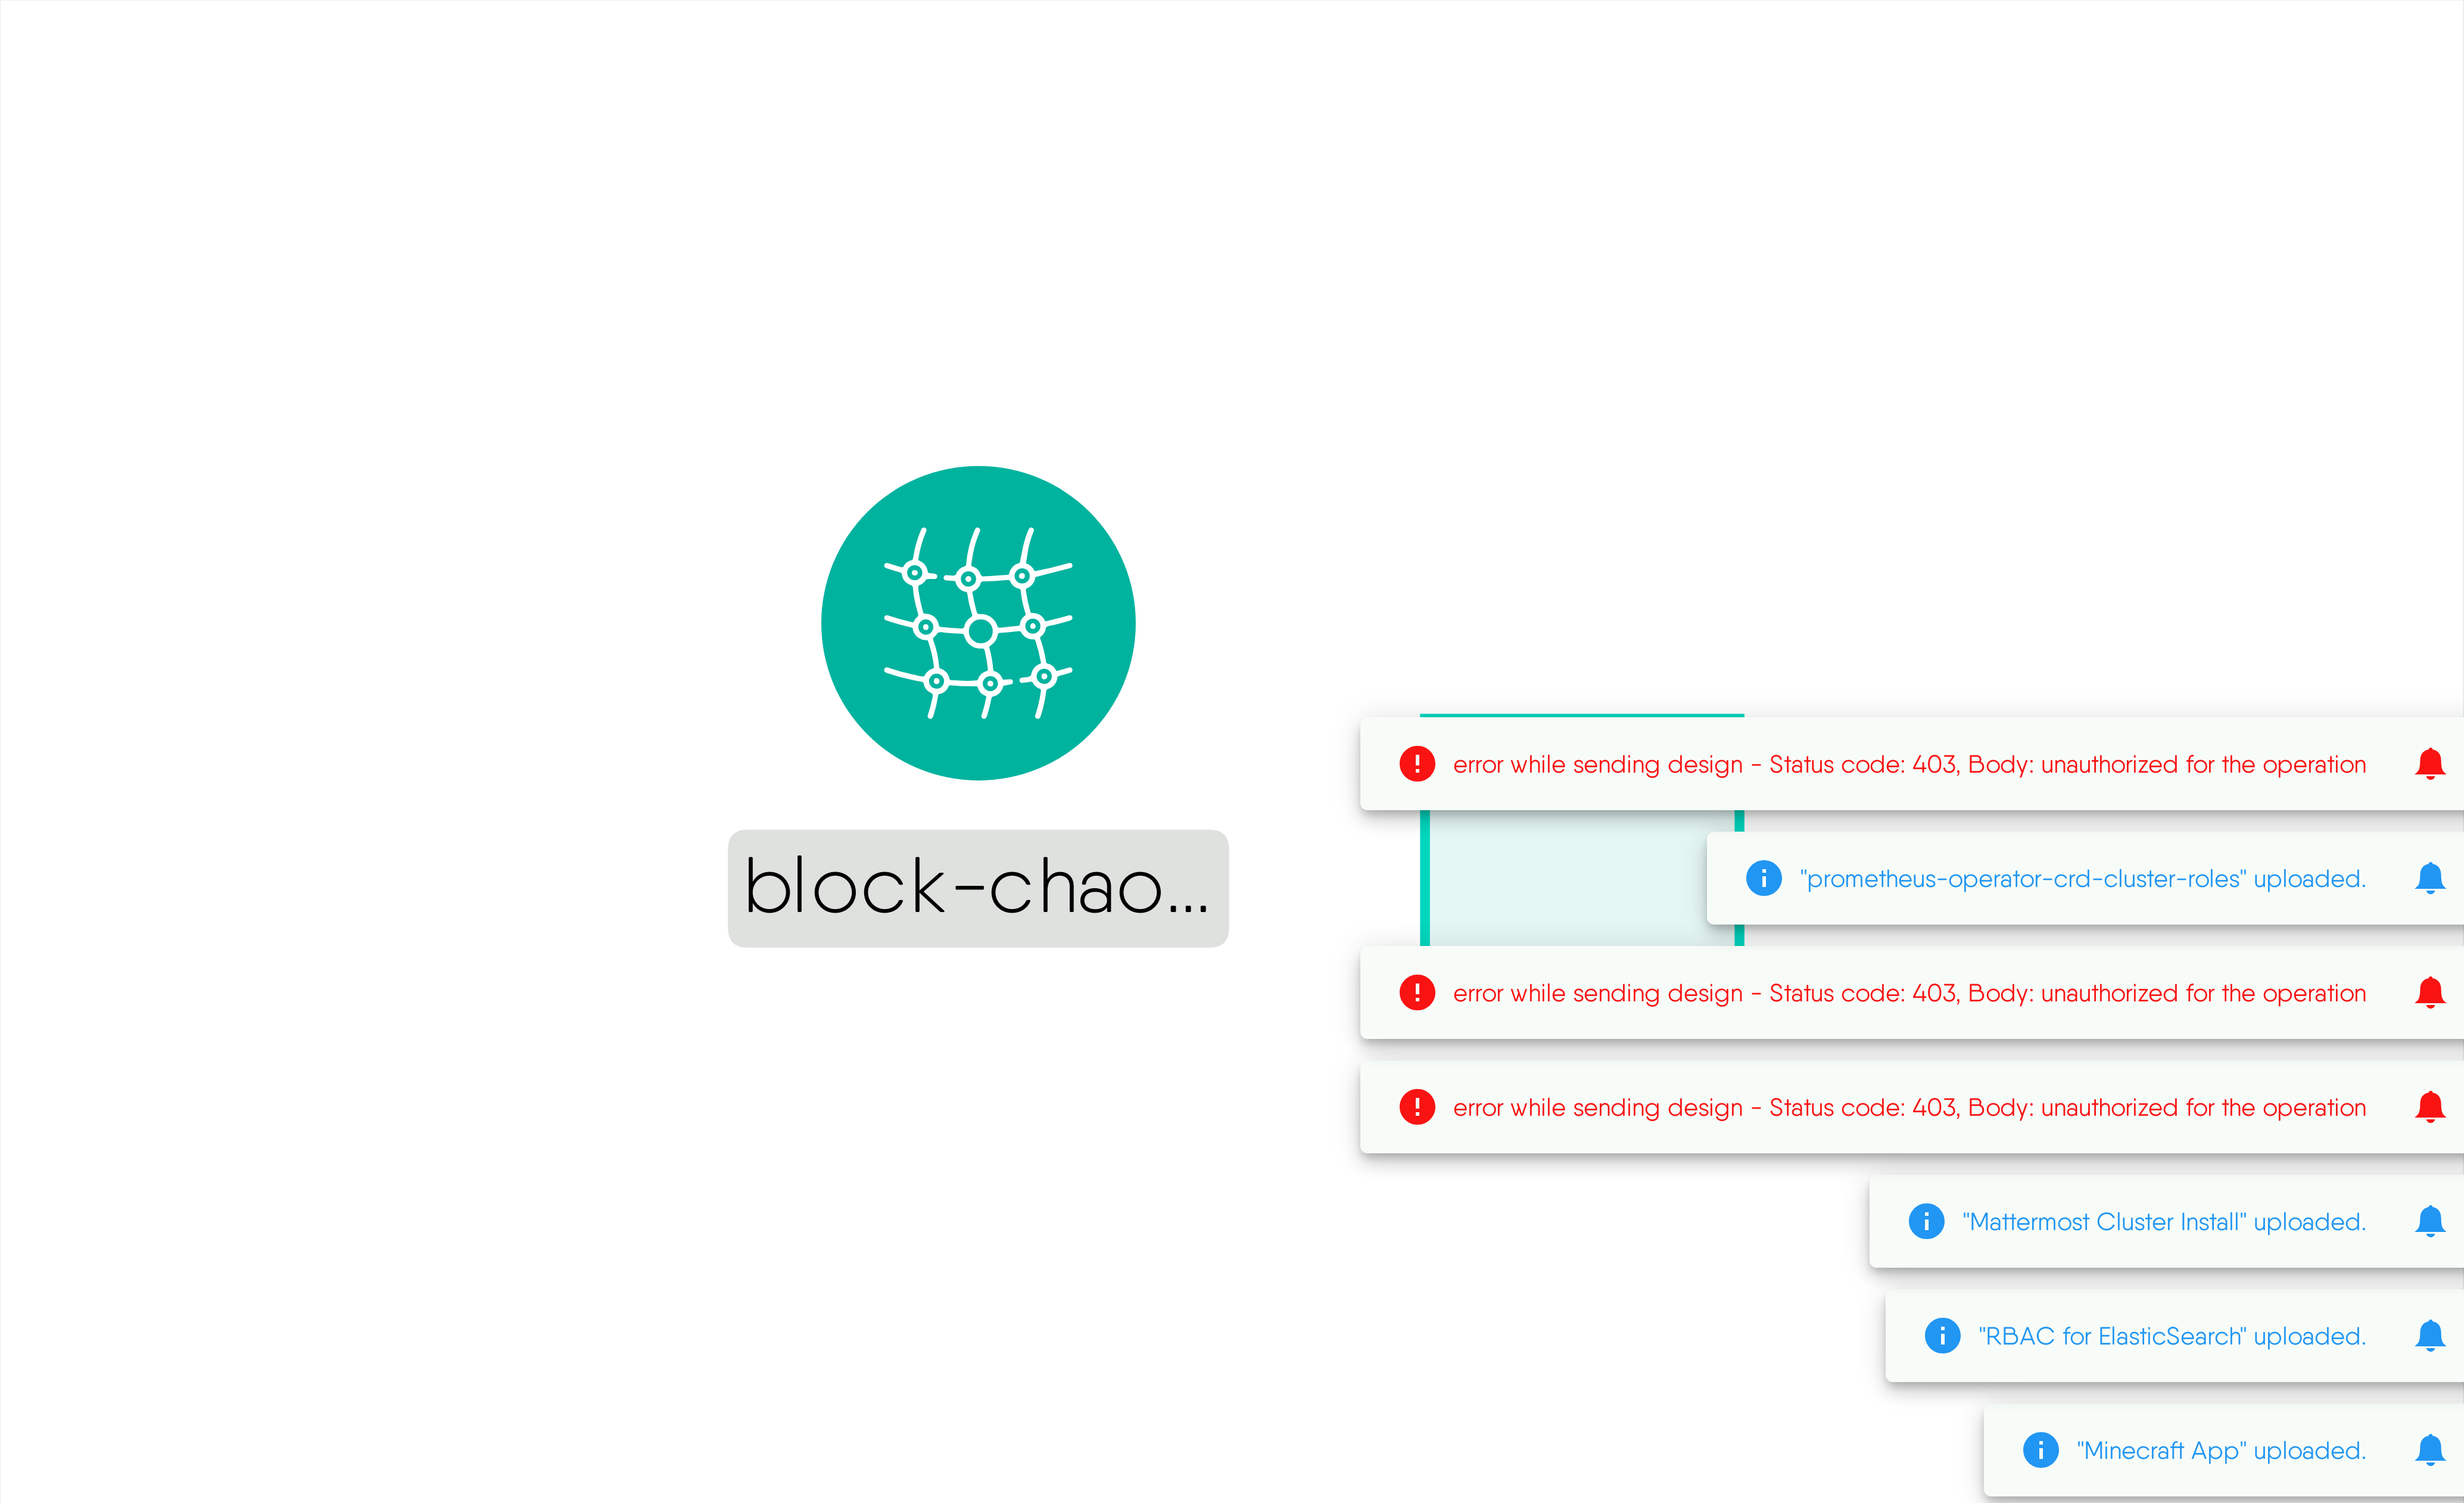 block-chao...
error while sending design - Status code: 403, Body: unauthorized for the operation
"prometheus-operator-crd-cluster-roles" uploaded.
error while sending design - Status code: 403, Body: unauthorized for the operation
error while sending design - Status code: 403, Body: unauthorized for the operation
"Mattermost Cluster Install" uploaded.
"RBAC for ElasticSearch" uploaded.
"Minecraft App" uploaded.